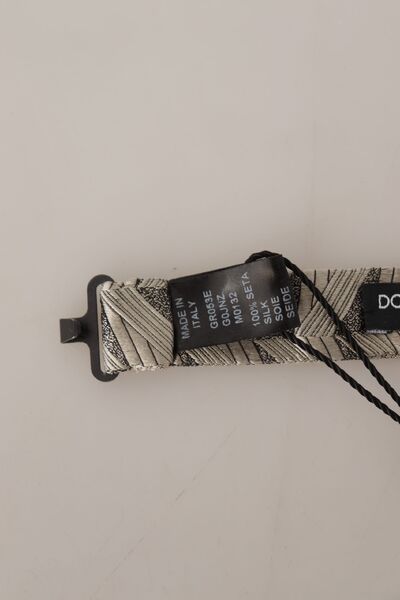 MADE IN
ITALY
GR053E
G0JNZ
M0132
100% SETA
SILK
SOIE
SEIDE
DO